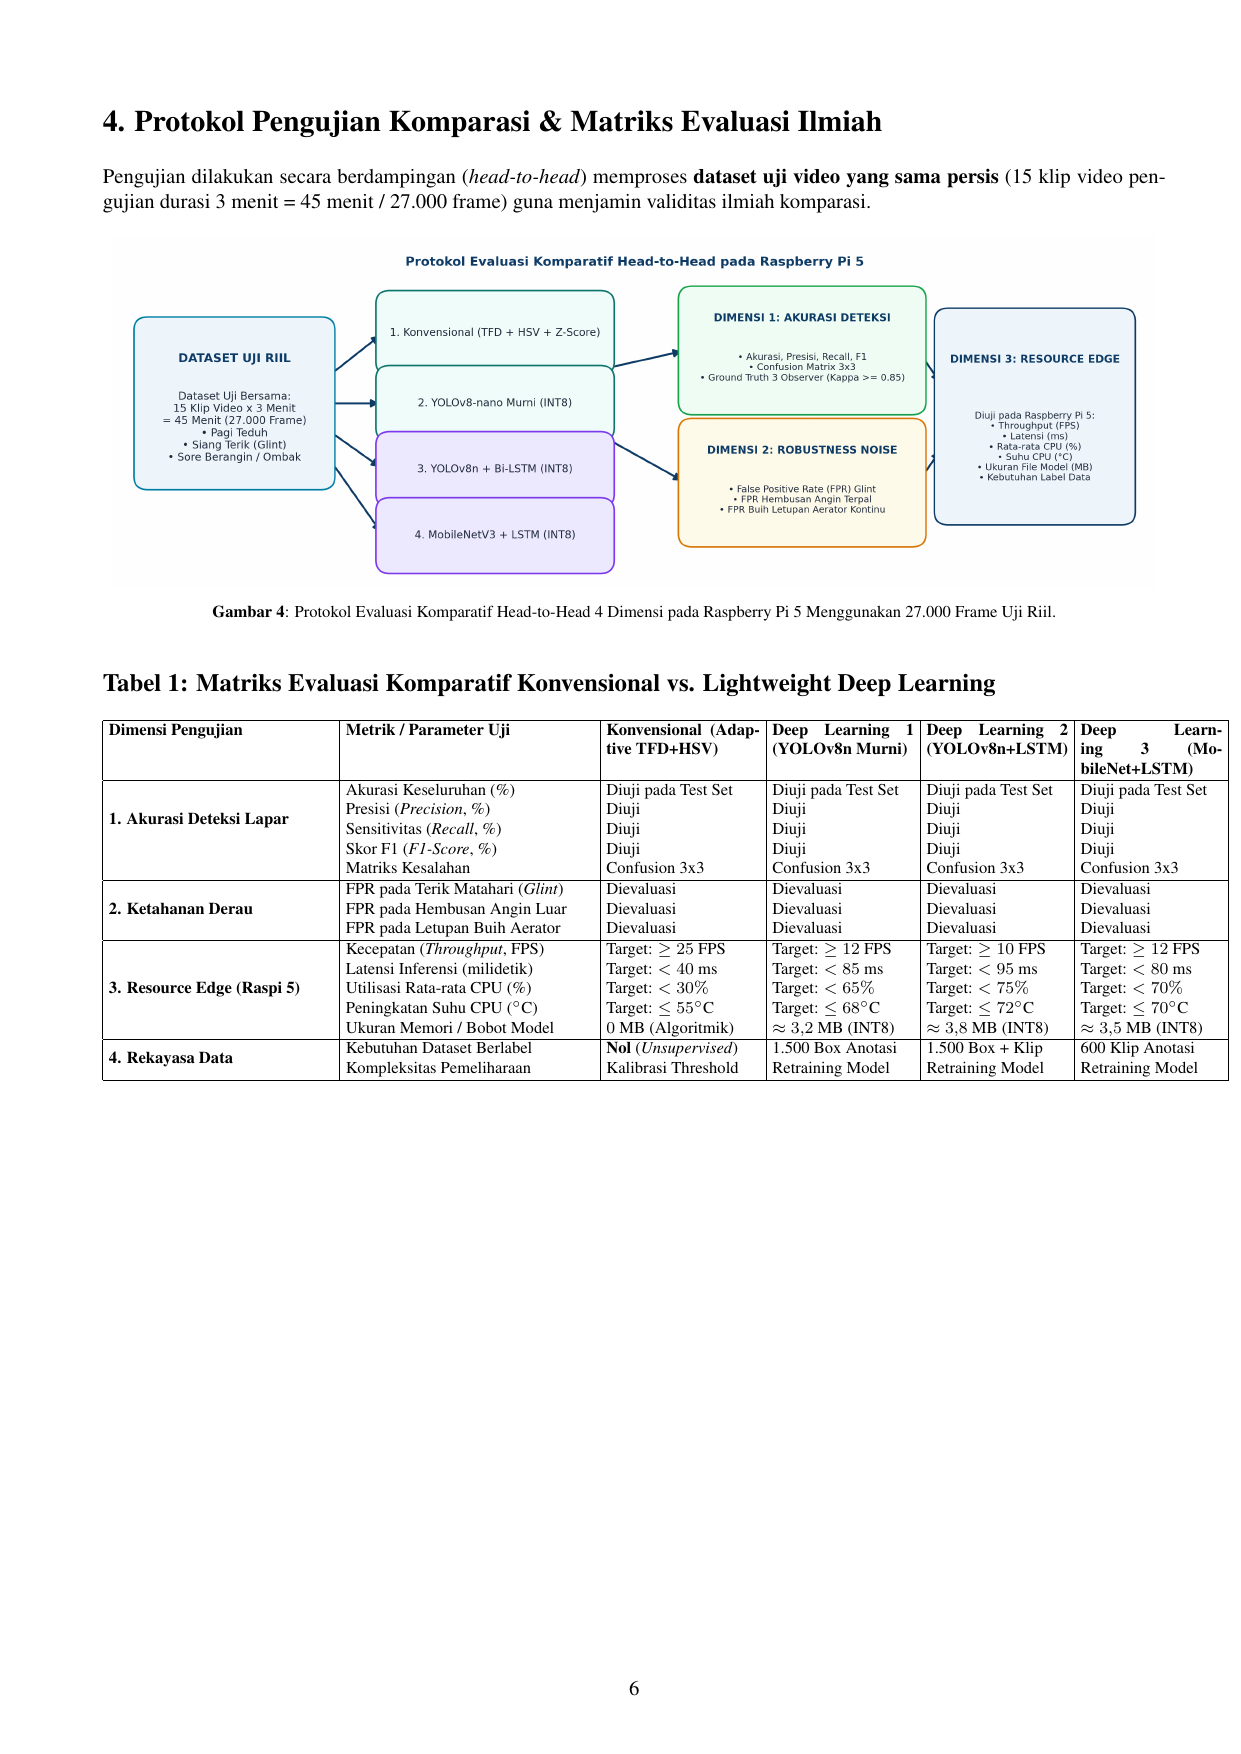 4. Protokol Pengujian Komparasi & Matriks Evaluasi Ilmiah
Pengujian dilakukan secara berdampingan (head-to-head) memproses dataset uji video yang sama persis (15 klip video pen-
gujian durasi 3 menit = 45 menit / 27.000 frame) guna menjamin validitas ilmiah komparasi.
Protokol Evaluasi Komparatif Head-to-Head pada Raspberry Pi 5
DATASET UJI RIIL
Dataset Uji Bersama:
15 Klip Video x 3 Menit
= 45 Menit (27.000 Frame)
• Pagi Teduh
• Siang Terik (Glint)
• Sore Berangin / Ombak
1. Konvensional (TFD + HSV + Z-Score)
2. YOLOv8-nano Murni (INT8)
3. YOLOv8n + Bi-LSTM (INT8)
4. MobileNetV3 + LSTM (INT8)
DIMENSI 1: AKURASI DETEKSI
• Akurasi, Presisi, Recall, F1
• Confusion Matrix 3x3
• Ground Truth 3 Observer (Kappa >= 0.85)
DIMENSI 2: ROBUSTNESS NOISE
• False Positive Rate (FPR) Glint
• FPR Hembusan Angin Terpal
• FPR Buih Letupan Aerator Kontinu
DIMENSI 3: RESOURCE EDGE
Diuji pada Raspberry Pi 5:
• Throughput (FPS)
• Latensi (ms)
• Rata-rata CPU (%)
• Suhu CPU (°C)
• Ukuran File Model (MB)
• Kebutuhan Label Data
Gambar 4: Protokol Evaluasi Komparatif Head-to-Head 4 Dimensi pada Raspberry Pi 5 Menggunakan 27.000 Frame Uji Riil.
Tabel 1: Matriks Evaluasi Komparatif Konvensional vs. Lightweight Deep Learning
Dimensi Pengujian Metrik / Parameter Uji Konvensional (Adap- Deep Learning 1 Deep Learning 2 Deep Learn-
tive TFD+HSV) (YOLOv8n Murni) (YOLOv8n+LSTM) ing 3 (Mo-
bileNet+LSTM)
Akurasi Keseluruhan (%) Diuji pada Test Set Diuji pada Test Set Diuji pada Test Set Diuji pada Test Set
1. Akurasi Deteksi Lapar Presisi (Precision, %) Diuji Diuji Diuji Diuji
Sensitivitas (Recall, %) Diuji Diuji Diuji Diuji
Skor F1 (F1-Score, %) Diuji Diuji Diuji Diuji
Matriks Kesalahan Confusion 3x3 Confusion 3x3 Confusion 3x3 Confusion 3x3
FPR pada Terik Matahari (Glint) Dievaluasi Dievaluasi Dievaluasi Dievaluasi
2. Ketahanan Derau FPR pada Hembusan Angin Luar Dievaluasi Dievaluasi Dievaluasi Dievaluasi
FPR pada Letupan Buih Aerator Dievaluasi Dievaluasi Dievaluasi Dievaluasi
Kecepatan (Throughput, FPS) Target: ≥ 25 FPS Target: ≥ 12 FPS Target: ≥ 10 FPS Target: ≥ 12 FPS
Latensi Inferensi (milidetik) Target: < 40 ms Target: < 85 ms Target: < 95 ms Target: < 80 ms
3. Resource Edge (Raspi 5) Utilisasi Rata-rata CPU (%) Target: < 30% Target: < 65% Target: < 75% Target: < 70%
Peningkatan Suhu CPU (°C) Target: ≤ 55°C Target: ≤ 68°C Target: ≤ 72°C Target: ≤ 70°C
Ukuran Memori / Bobot Model 0 MB (Algoritmik) ≈ 3,2 MB (INT8) ≈ 3,8 MB (INT8) ≈ 3,5 MB (INT8)
4. Rekayasa Data Kebutuhan Dataset Berlabel Nol (Unsupervised) 1.500 Box Anotasi 1.500 Box + Klip 600 Klip Anotasi
Kompleksitas Pemeliharaan Kalibrasi Threshold Retraining Model Retraining Model Retraining Model
6